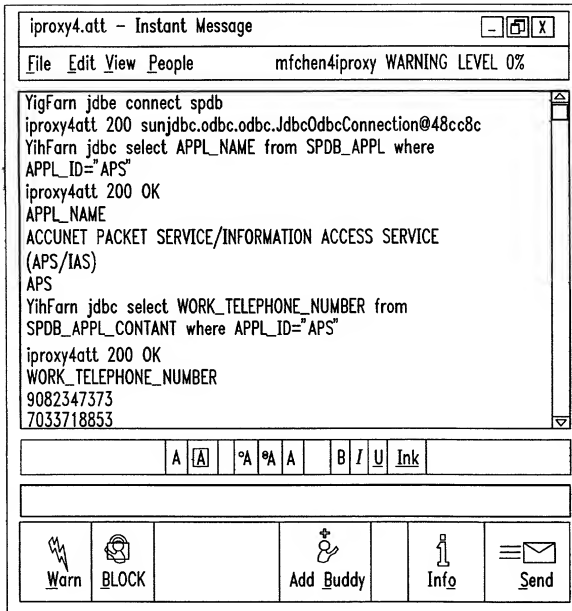 iproxy4.att – Instant Message X
File Edit View People mfchen4iproxy WARNING LEVEL 0%
YigFarn jdbe connect spdb
iproxy4att 200 sunjdbc.odbc.odbc.JdbcOdbcConnection@48cc8c
YihFarn jdbc select APPL_NAME from SPDB_APPL where
APPL_ID="APS"
iproxy4att 200 OK
APPL_NAME
ACCUNET PACKET SERVICE/INFORMATION ACCESS SERVICE
(APS/IAS)
APS
YihFarn jdbc select WORK_TELEPHONE_NUMBER from
SPDB_APPL_CONTANT where APPL_ID="APS"
iproxy4att 200 OK
WORK_TELEPHONE_NUMBER
9082347373
7033718853
A A A A A B I U Ink
Warn BLOCK Add Buddy Info Send